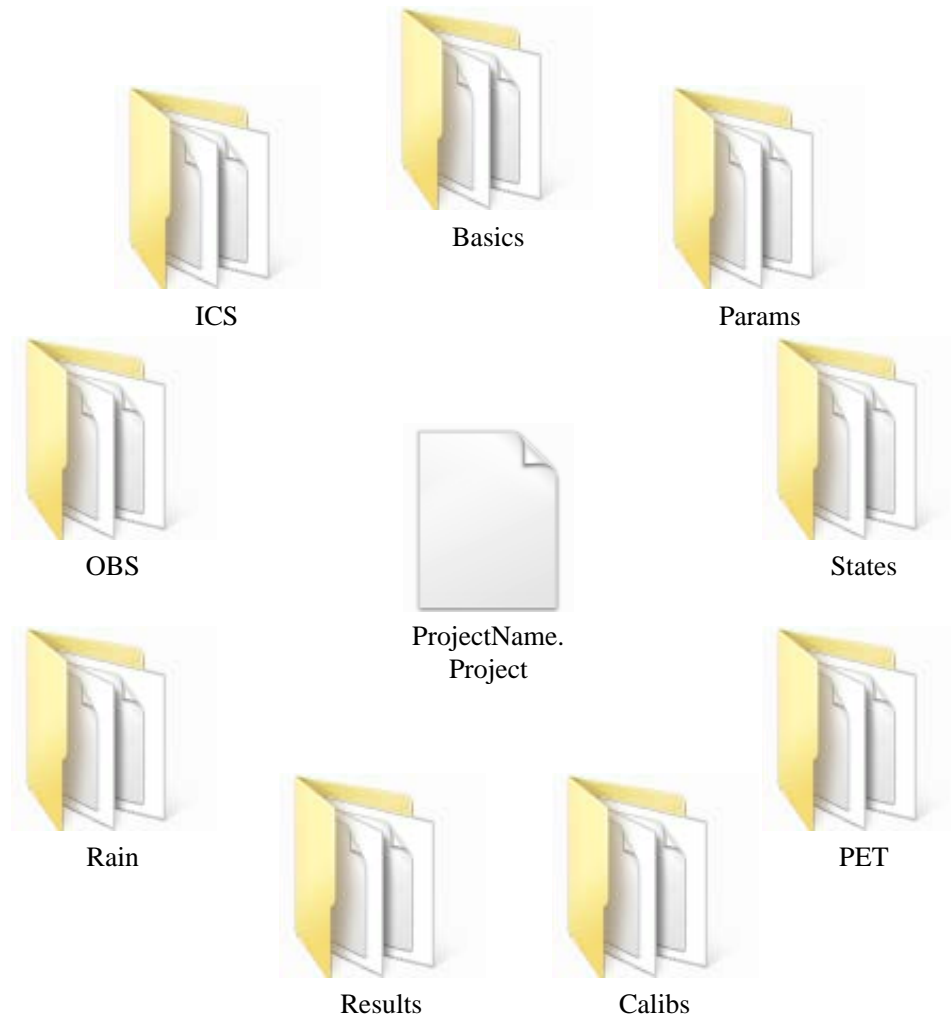 Basics
ICS
Params
OBS
States
ProjectName.
Project
Rain
PET
Results
Calibs